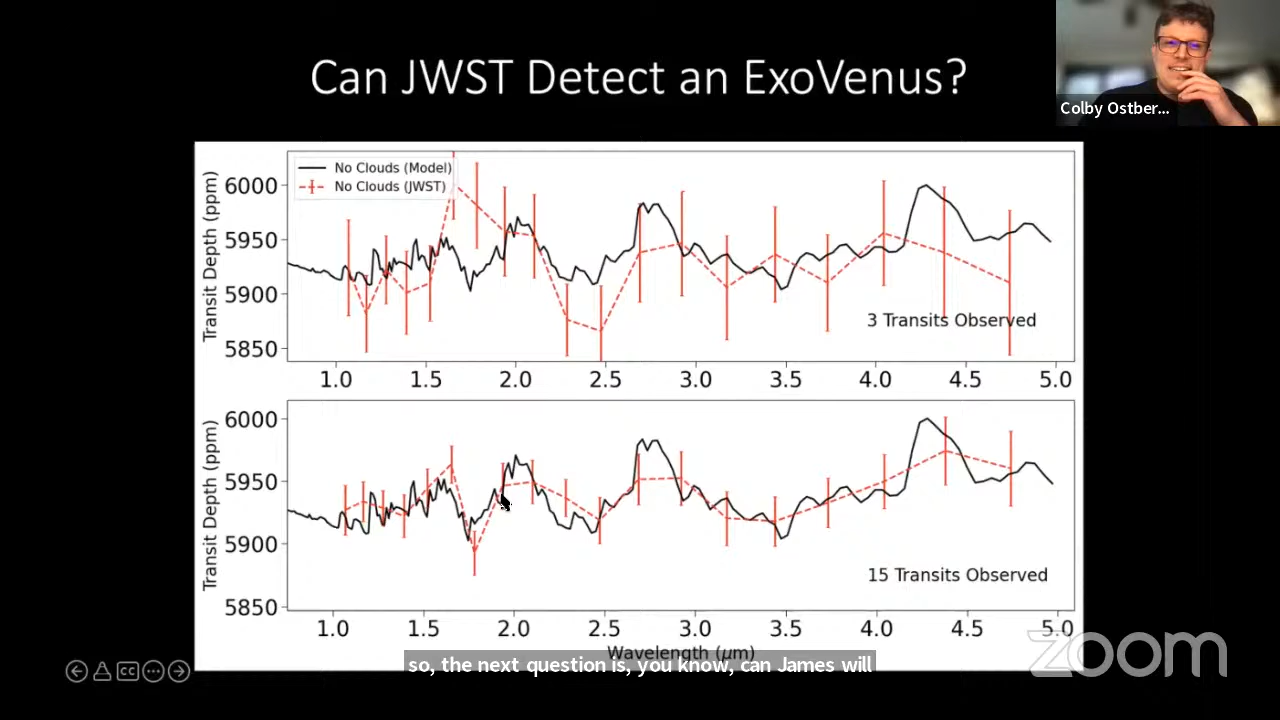 Can JWST Detect an ExoVenus?
Colby Ostber...
No Clouds (Model)
No Clouds (JWST)
Transit Depth (ppm)
6000
5950
5900
5850
3 Transits Observed
1.0 1.5 2.0 2.5 3.0 3.5 4.0 4.5 5.0
Transit Depth (ppm)
6000
5950
5900
5850
15 Transits Observed
1.0 1.5 2.0 2.5 3.0 3.5 4.0 4.5 5.0
Wavelength (μm)
so, the next question is, you know, can James will
CC
zoom